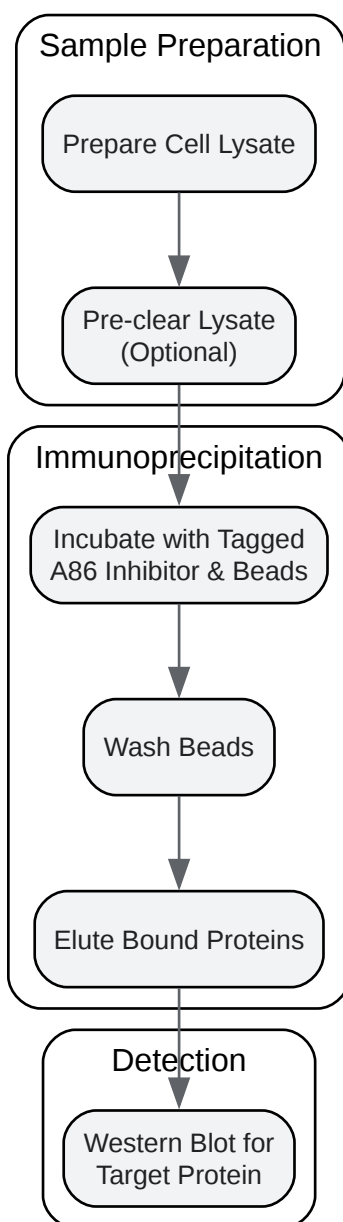 Sample Preparation
Prepare Cell Lysate
Pre-clear Lysate
(Optional)
Immunoprecipitation
Incubate with Tagged
A86 Inhibitor & Beads
Wash Beads
Elute Bound Proteins
Detection
Western Blot for
Target Protein